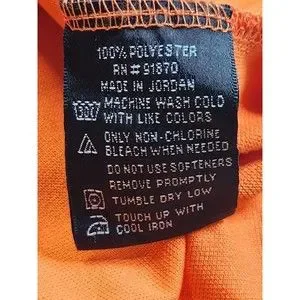 100% POLYESTER
RN# 91870
MADE IN JORDAN
MACHINE WASH COLD
WITH LIKE COLORS
ONLY NON-CHLORINE
BLEACH WHEN NEEDED
DO NOT USE SOFTENERS
REMOVE PROMPTLY
TUMBLE DRY LOW
TOUCH UP WITH
COOL IRON